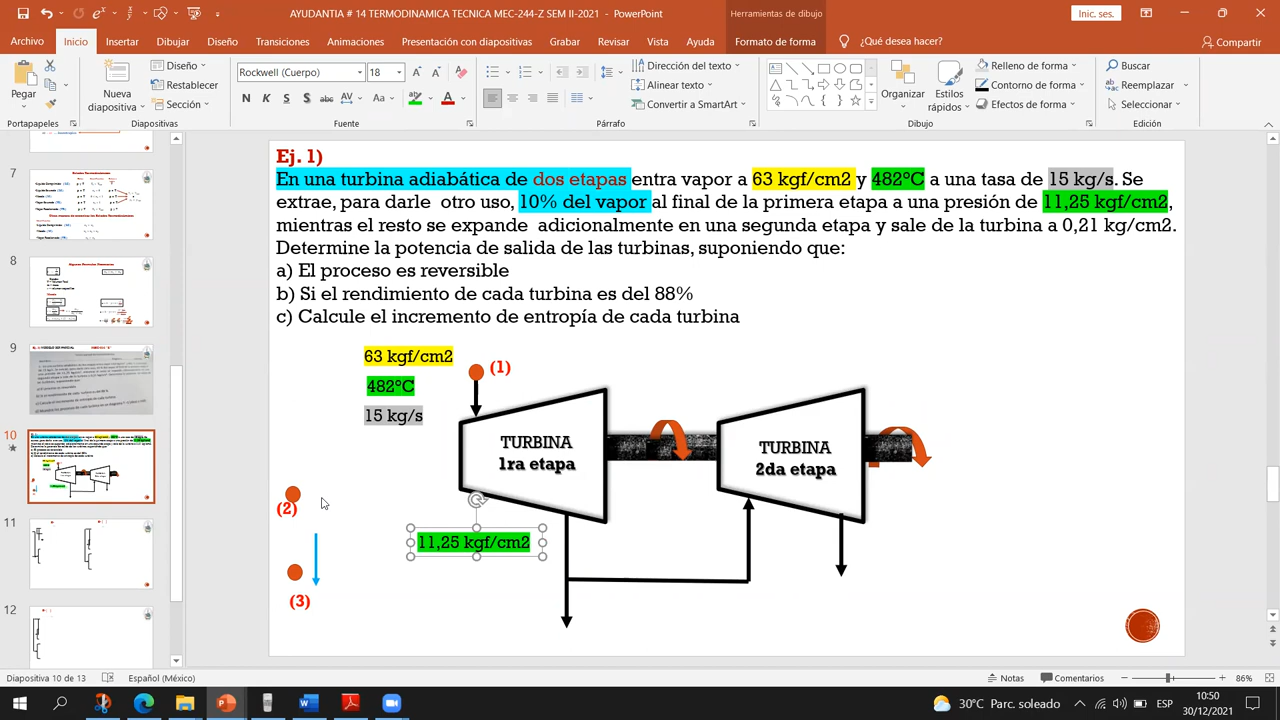 AYUDANTIA # 14 TERMODINAMICA TECNICA MEC-244-Z SEM II-2021 - PowerPoint
Herramientas de dibujo
Inic. ses.
Archivo Inicio Insertar Dibujar Diseño Transiciones Animaciones Presentación con diapositivas Grabar Revisar Vista Ayuda Formato de forma ¿Qué desea hacer? Compartir
Pegar
Nueva diapositiva
Diseño
Restablecer
Sección
Rockwell (Cuerpo) 18
N K S S abc AV Aa
Dirección del texto
Alinear texto
Convertir a SmartArt
Organizar
Estilos rápidos
Relleno de forma
Contorno de forma
Efectos de forma
Buscar
Reemplazar
Seleccionar
Portapapeles Diapositivas Fuente Párrafo Dibujo Edición
8
9
10
11
12
Ej. 1)
En una turbina adiabática de dos etapas entra vapor a 63 kgf/cm2 y 482°C a una tasa de 15 kg/s. Se
extrae, para darle otro uso, 10% del vapor al final de la primera etapa a una presión de 11,25 kgf/cm2,
mientras el resto se expande adicionalmente en una segunda etapa y sale de la turbina a 0,21 kg/cm2.
Determine la potencia de salida de las turbinas, suponiendo que:
a) El proceso es reversible
b) Si el rendimiento de cada turbina es del 88%
c) Calcule el incremento de entropía de cada turbina
63 kgf/cm2
(1)
482°C
15 kg/s
TURBINA
1ra etapa
TURBINA
2da etapa
(2)
11,25 kgf/cm2
(3)
Diapositiva 10 de 13
Español (México)
Notas
Comentarios
86%
30°C Parc. soleado
ESP
10:50
30/12/2021